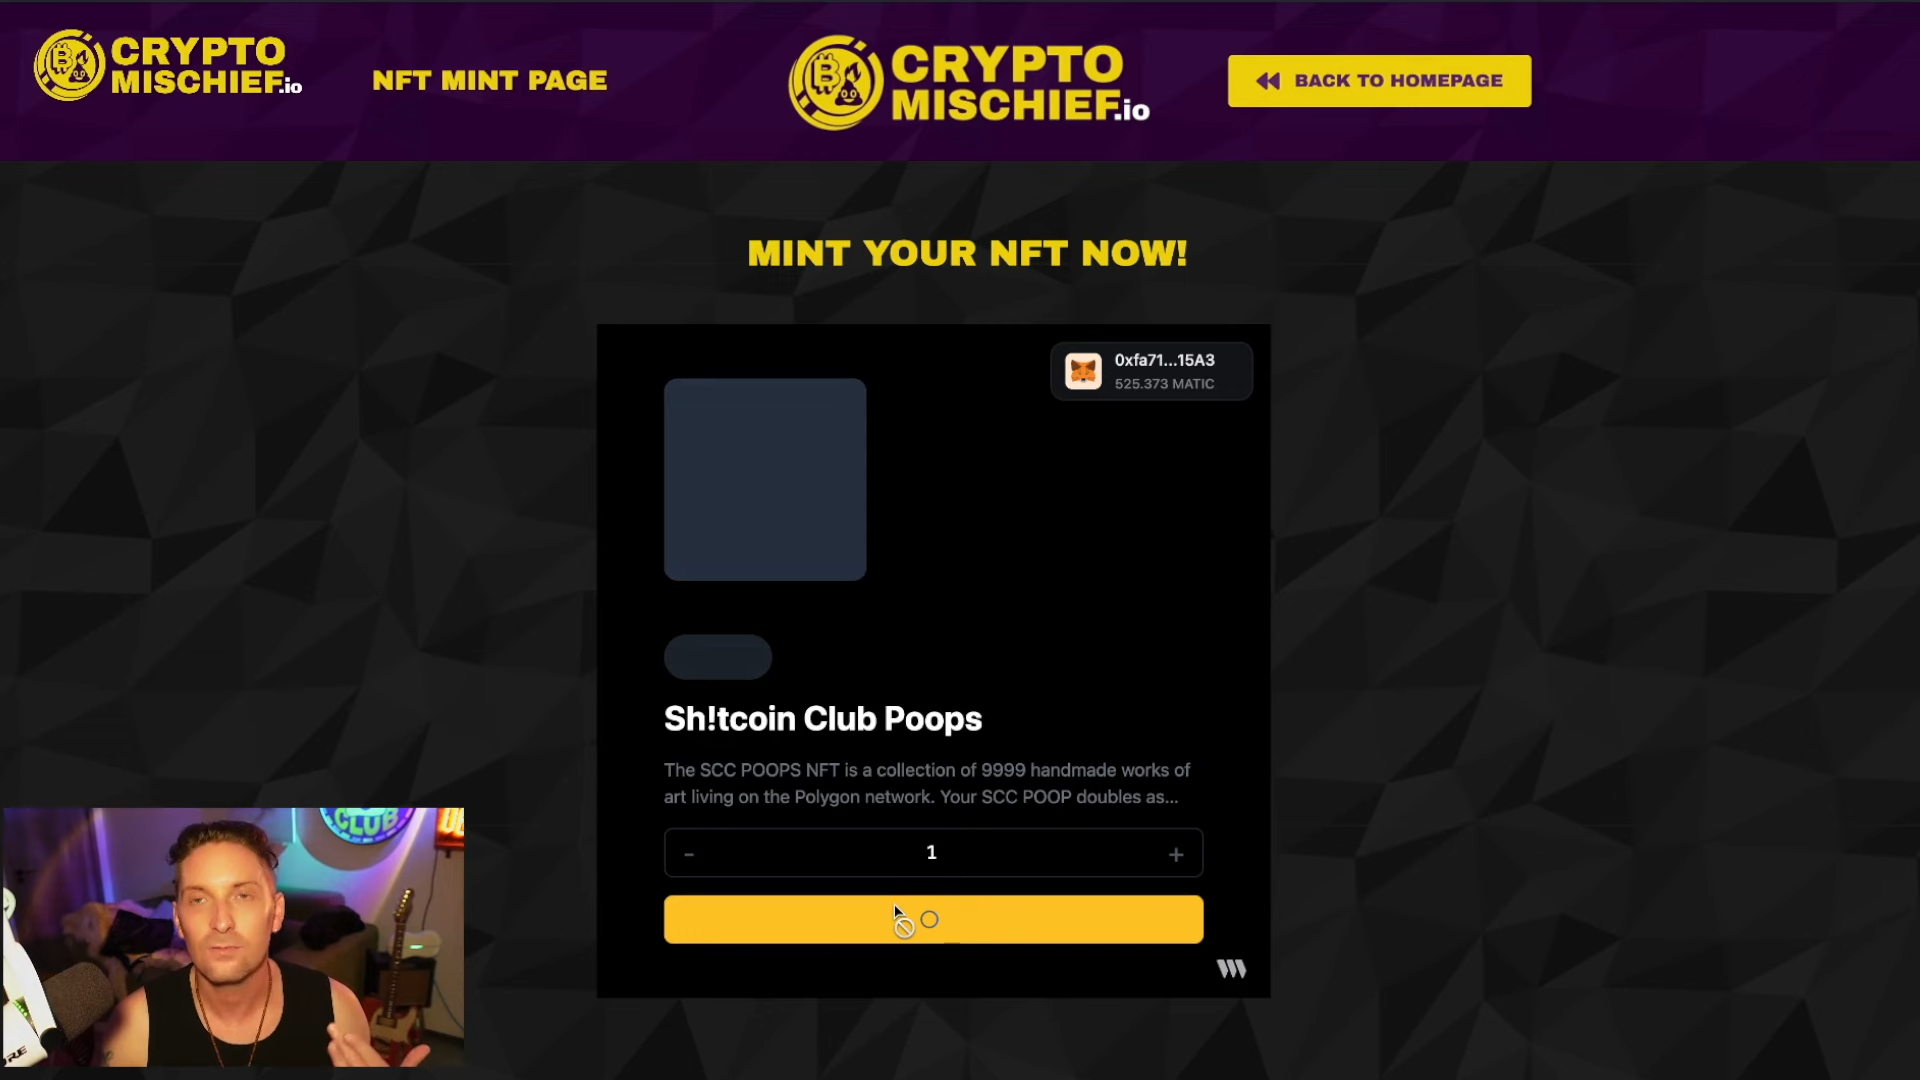 CRYPTO
MISCHIEF.io
NFT MINT PAGE
CRYPTO
MISCHIEF.io
BACK TO HOMEPAGE
MINT YOUR NFT NOW!
0xfa71...15A3
525.373 MATIC
Sh!tcoin Club Poops
The SCC POOPS NFT is a collection of 9999 handmade works of
art living on the Polygon network. Your SCC POOP doubles as...
- 1 +
CLUB